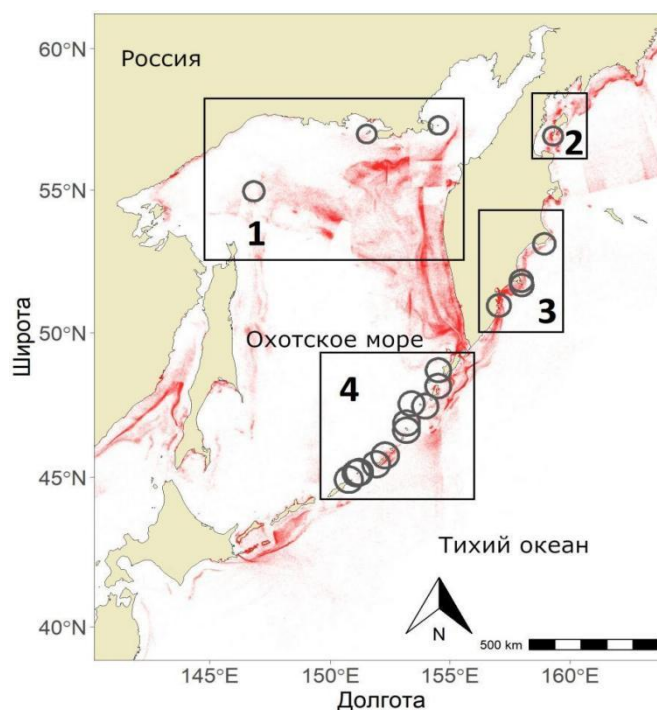 60°N
Россия
2
55°N
1
3
50°N
Охотское море
Широта
4
45°N
Тихий океан
N
40°N
500 km
145°E 150°E 155°E 160°E
Долгота